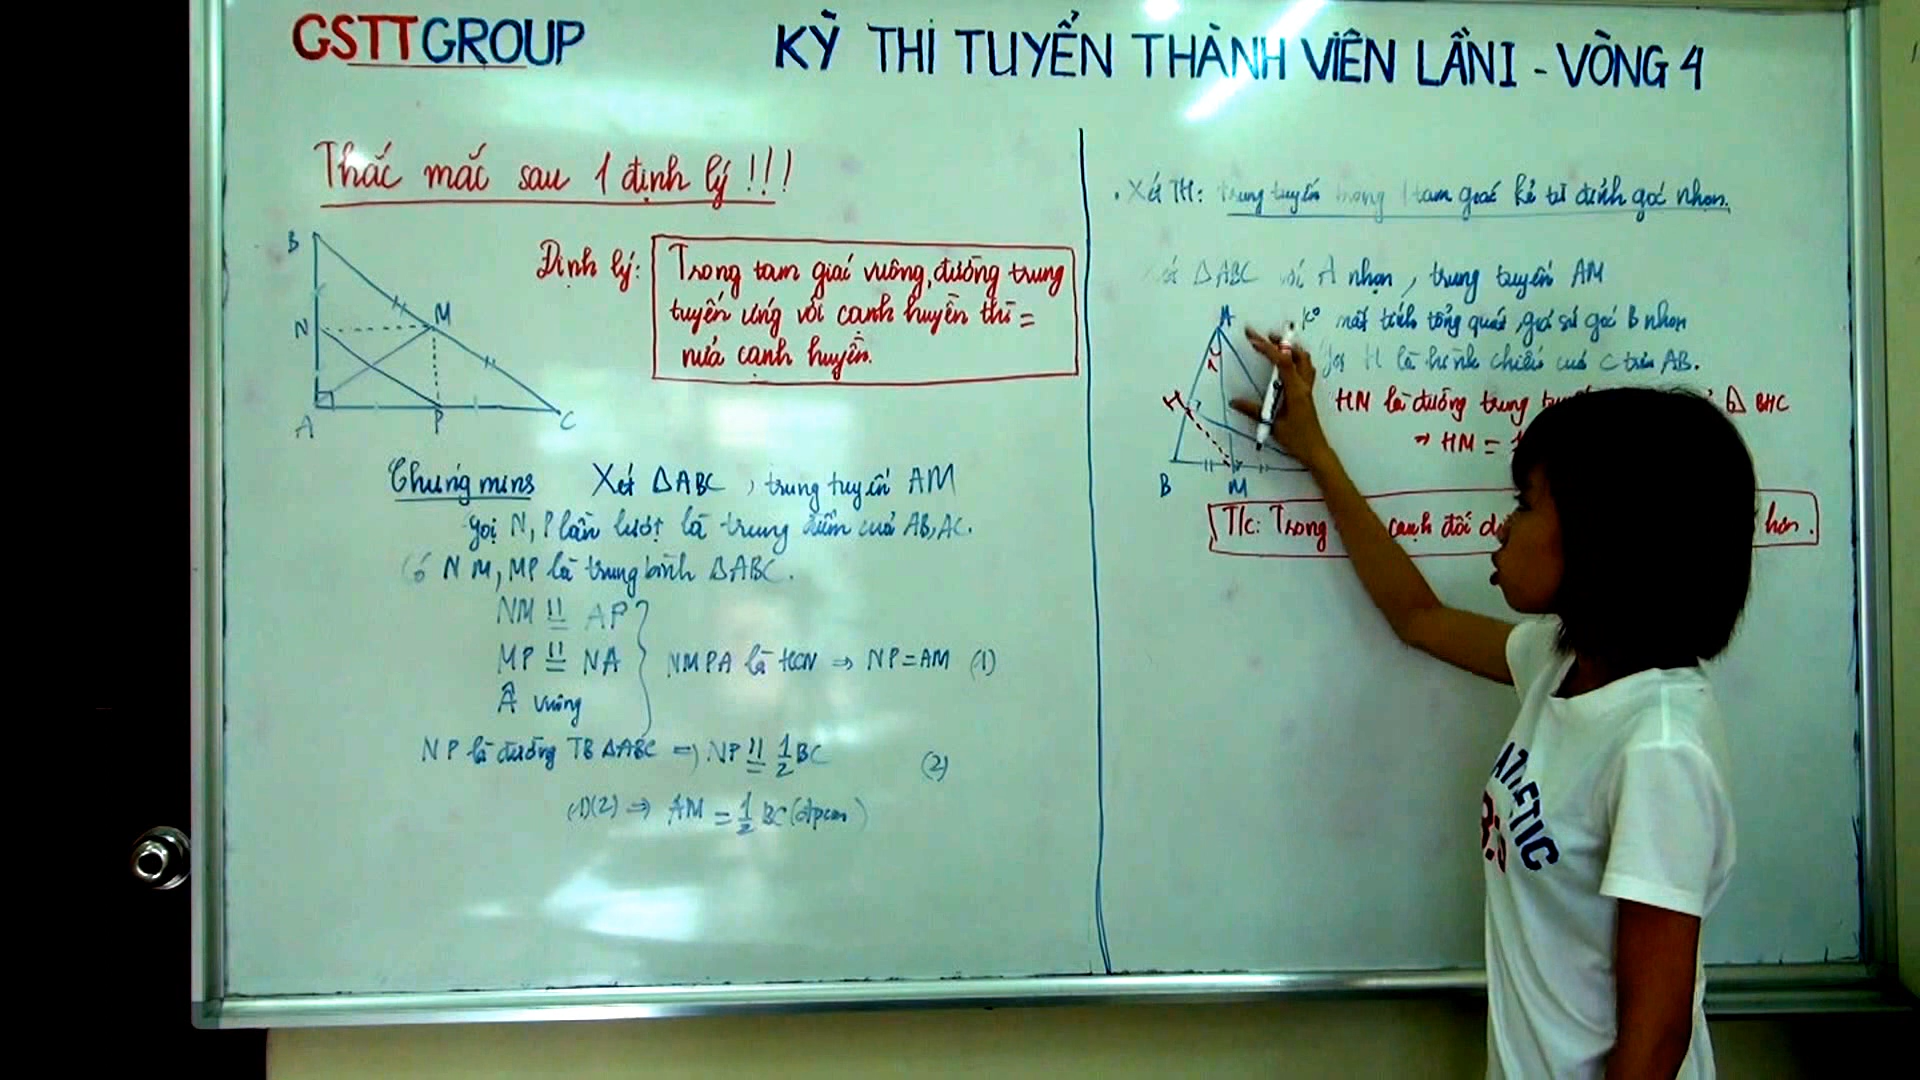 GSTTGROUP
KỲ THI TUYỂN THÀNH VIÊN LẦN I - VÒNG 4
Thắc mắc sau 1 định lý!!!
B
N
M
A
P
C
Định lý:
Trong tam giác vuông, đường trung
tuyến ứng với cạnh huyền thì =
nửa cạnh huyền.
Chứng minh Xét ΔABC, trung tuyến AM
Gọi N, P lần lượt là trung điểm của AB, AC.
Có NM, MP là trung bình ΔABC.
NM // = AP
MP // = NA
NMPA là HCN ⇒ NP = AM (1)
Â vuông
NP là đường TB ΔABC ⇒ NP // = 1/2 BC (2)
(1)(2) ⇒ AM = 1/2 BC (đpcm)
. Xét TH: trung tuyến trong 1 tam giác kẻ từ đỉnh góc nhọn.
ΔABC với Â nhọn, trung tuyến AM
K° mất tính tổng quát, giả sử góc B nhọn
Gọi H là hình chiếu của C trên AB.
HM là đường trung Δ BHC
⇒ HM =
A
H
B
M
T/c: Trong cạnh đối hơn.
ATHLETIC